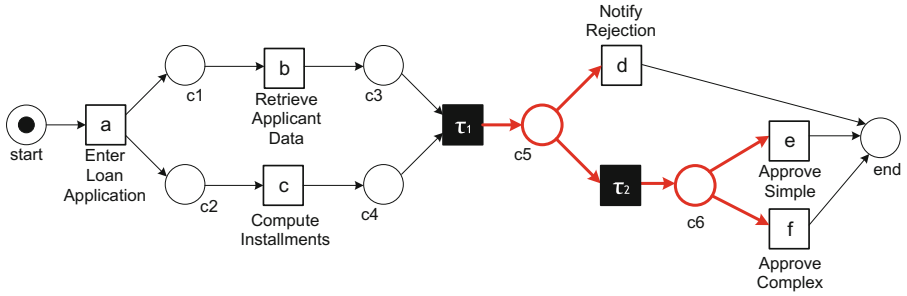 start
a
Enter
Loan
Application
c1
c2
b
Retrieve
Applicant
Data
c
Compute
Installments
c3
c4
τ1
c5
Notify
Rejection
d
τ2
c6
e
Approve
Simple
f
Approve
Complex
end